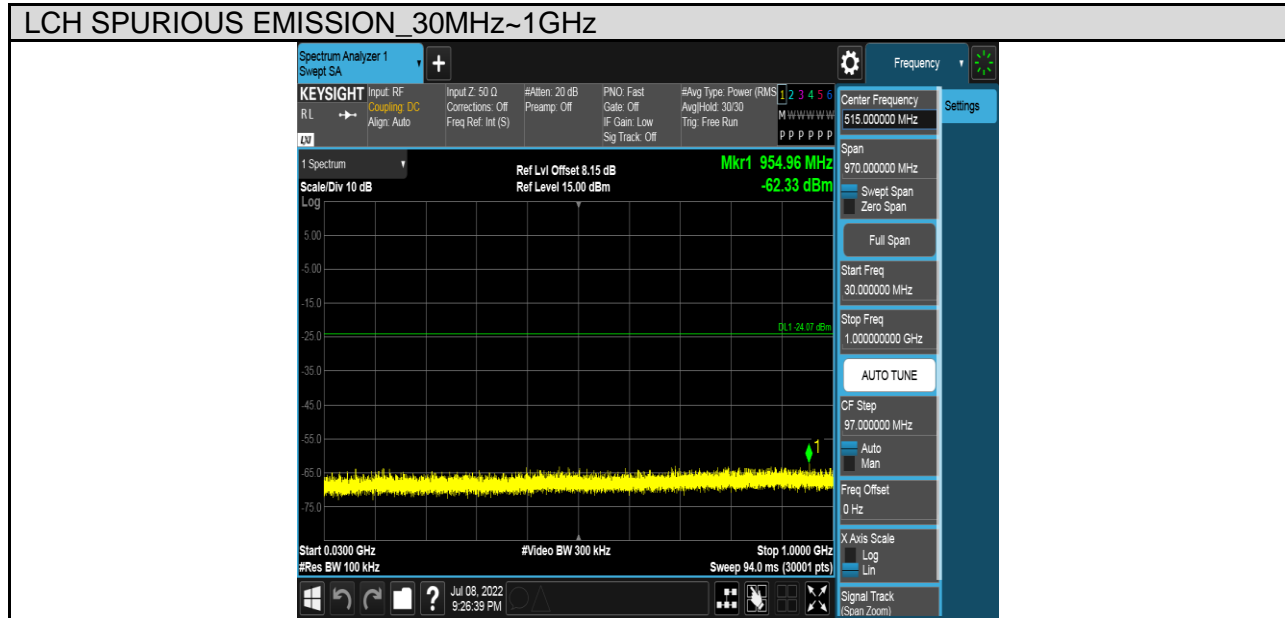 LCH SPURIOUS EMISSION_30MHz~1GHz
Spectrum Analyzer 1
Swept SA
+
Frequency
KEYSIGHT
RL
LXI
Input: RF
Coupling: DC
Align: Auto
Input Z: 50 Ω
Corrections: Off
Freq Ref: Int (S)
#Atten: 20 dB
Preamp: Off
PNO: Fast
Gate: Off
IF Gain: Low
Sig Track: Off
#Avg Type: Power (RMS
Avg|Hold: 30/30
Trig: Free Run
1 2 3 4 5 6
M W W W W W
P P P P P P
1 Spectrum
Scale/Div 10 dB
Log
Ref Lvl Offset 8.15 dB
Ref Level 15.00 dBm
Mkr1 954.96 MHz
-62.33 dBm
5.00
-5.00
-15.0
DL1 -24.07 dBm
-25.0
-35.0
-45.0
-55.0
1
-65.0
-75.0
Start 0.0300 GHz
#Res BW 100 kHz
#Video BW 300 kHz
Stop 1.0000 GHz
Sweep 94.0 ms (30001 pts)
?
Jul 08, 2022
9:26:39 PM
Center Frequency
515.000000 MHz
Settings
Span
970.000000 MHz
Swept Span
Zero Span
Full Span
Start Freq
30.000000 MHz
Stop Freq
1.000000000 GHz
AUTO TUNE
CF Step
97.000000 MHz
Auto
Man
Freq Offset
0 Hz
X Axis Scale
Log
Lin
Signal Track
(Span Zoom)